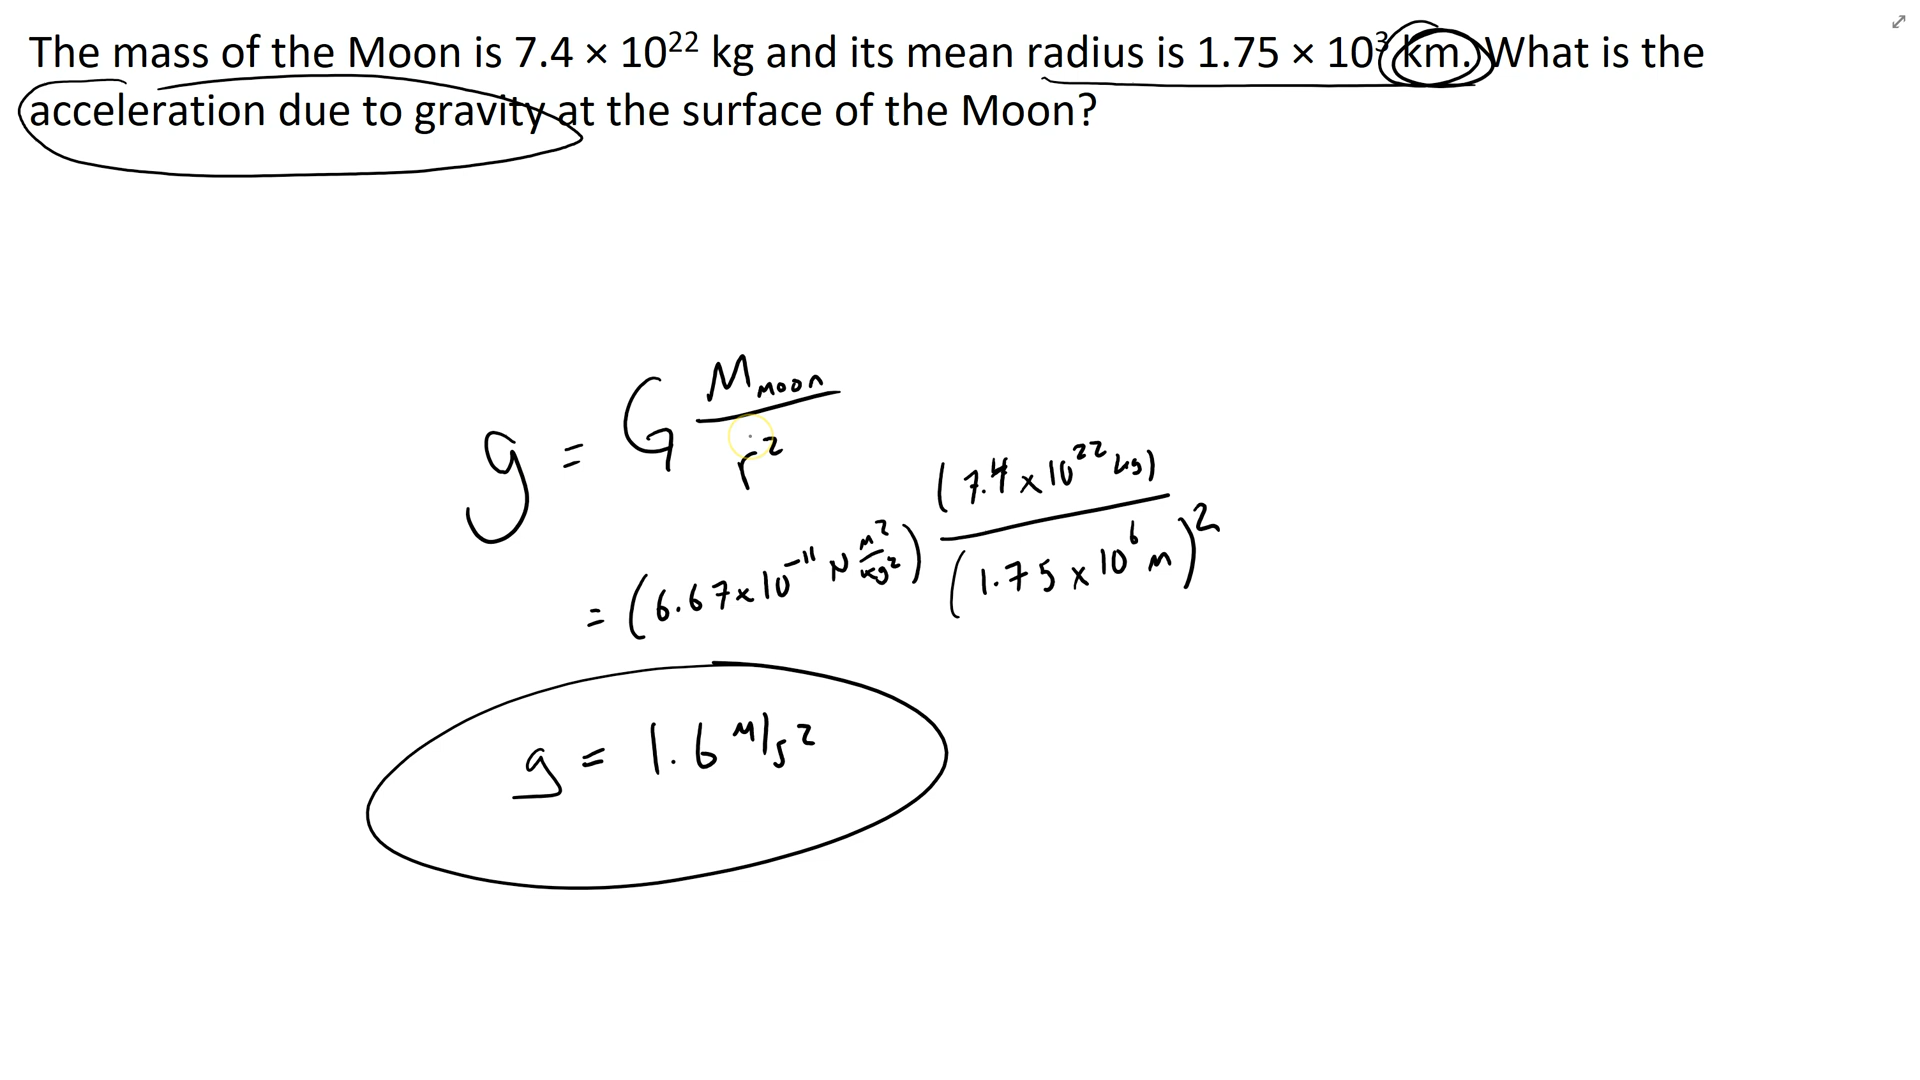 The mass of the Moon is 7.4 × 10²² kg and its mean radius is 1.75 × 10³ km. What is the
acceleration due to gravity at the surface of the Moon?
g = G M_moon / r²
= (6.67 x 10⁻¹¹ N m²/kg²) (7.4 x 10²² kg) / (1.75 x 10⁶ m)²
g = 1.6 m/s²